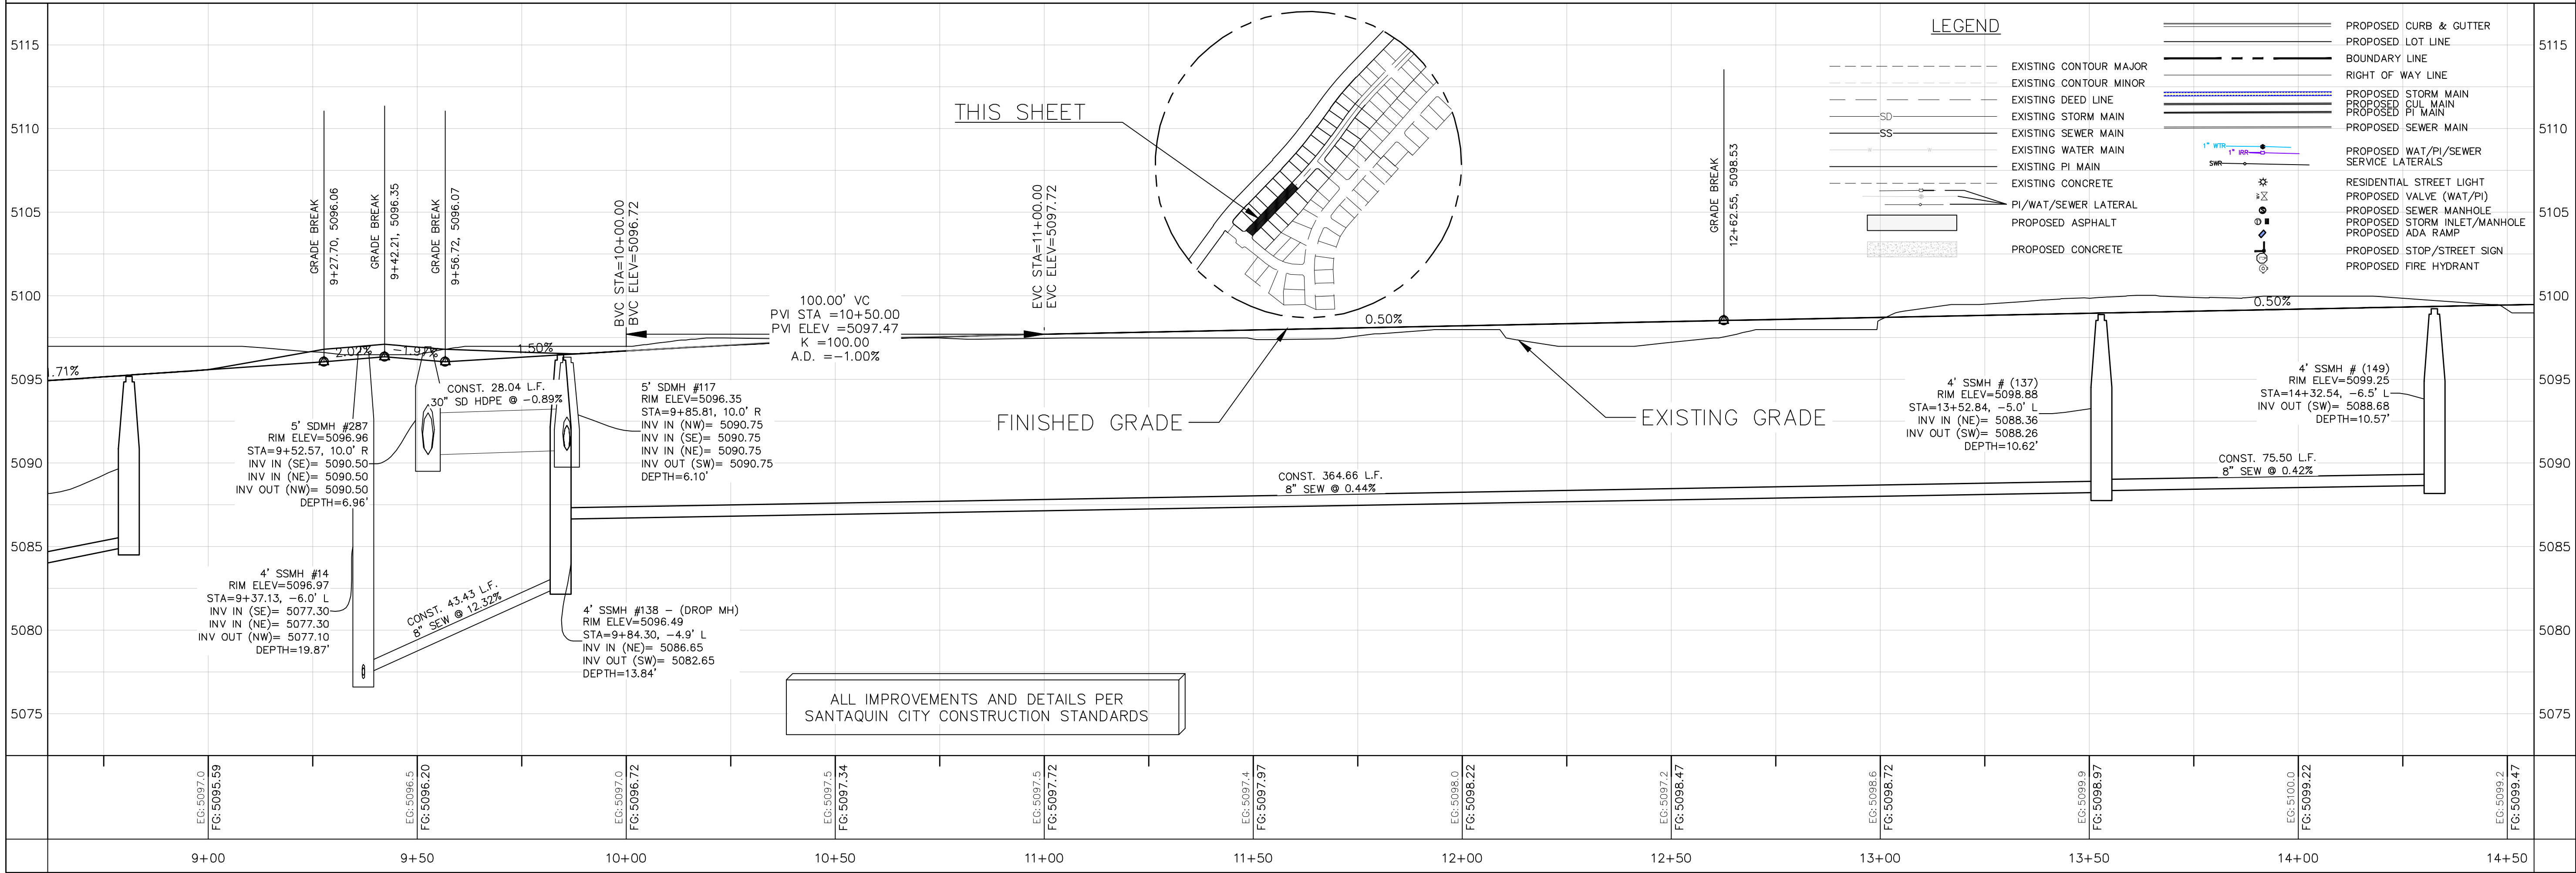 5115
5110
5105
5100
5095
5090
5085
5080
5075
GRADE BREAK
9+27.70, 5096.06
GRADE BREAK
9+42.21, 5096.35
GRADE BREAK
9+56.72, 5096.07
BVC STA=10+00.00
BVC ELEV=5096.72
100.00' VC
PVI STA =10+50.00
PVI ELEV =5097.47
K =100.00
A.D. =-1.00%
EVC STA=11+00.00
EVC ELEV=5097.72
THIS SHEET
GRADE BREAK
12+62.55, 5098.53
LEGEND
EXISTING CONTOUR MAJOR
EXISTING CONTOUR MINOR
EXISTING DEED LINE
SD
EXISTING STORM MAIN
SS
EXISTING SEWER MAIN
EXISTING WATER MAIN
EXISTING PI MAIN
EXISTING CONCRETE
PI/WAT/SEWER LATERAL
PROPOSED ASPHALT
PROPOSED CONCRETE
PROPOSED CURB & GUTTER
PROPOSED LOT LINE
BOUNDARY LINE
RIGHT OF WAY LINE
PROPOSED STORM MAIN
PROPOSED CUL MAIN
PROPOSED PI MAIN
PROPOSED SEWER MAIN
1" WTR
1" IRR
SWR
PROPOSED WAT/PI/SEWER
SERVICE LATERALS
RESIDENTIAL STREET LIGHT
PROPOSED VALVE (WAT/PI)
PROPOSED SEWER MANHOLE
PROPOSED STORM INLET/MANHOLE
PROPOSED ADA RAMP
PROPOSED STOP/STREET SIGN
PROPOSED FIRE HYDRANT
5115
5110
5105
5100
5095
5090
5085
5080
5075
.71%
2.02%
-1.97%
1.50%
0.50%
0.50%
CONST. 28.04 L.F.
30" SD HDPE @ -0.89%
5' SDMH #287
RIM ELEV=5096.96
STA=9+52.57, 10.0' R
INV IN (SE)= 5090.50
INV IN (NE)= 5090.50
INV OUT (NW)= 5090.50
DEPTH=6.96'
5' SDMH #117
RIM ELEV=5096.35
STA=9+85.81, 10.0' R
INV IN (NW)= 5090.75
INV IN (SE)= 5090.75
INV IN (NE)= 5090.75
INV OUT (SW)= 5090.75
DEPTH=6.10'
FINISHED GRADE
EXISTING GRADE
4' SSMH # (137)
RIM ELEV=5098.88
STA=13+52.84, -5.0' L
INV IN (NE)= 5088.36
INV OUT (SW)= 5088.26
DEPTH=10.62'
4' SSMH # (149)
RIM ELEV=5099.25
STA=14+32.54, -6.5' L
INV OUT (SW)= 5088.68
DEPTH=10.57'
CONST. 364.66 L.F.
8" SEW @ 0.44%
CONST. 75.50 L.F.
8" SEW @ 0.42%
4' SSMH #14
RIM ELEV=5096.97
STA=9+37.13, -6.0' L
INV IN (SE)= 5077.30
INV IN (NE)= 5077.30
INV OUT (NW)= 5077.10
DEPTH=19.87'
CONST. 43.43 L.F.
8" SEW @ 12.32%
4' SSMH #138 - (DROP MH)
RIM ELEV=5096.49
STA=9+84.30, -4.9' L
INV IN (NE)= 5086.65
INV OUT (SW)= 5082.65
DEPTH=13.84'
ALL IMPROVEMENTS AND DETAILS PER
SANTAQUIN CITY CONSTRUCTION STANDARDS
EG: 5097.0
FG: 5095.59
EG: 5096.5
FG: 5096.20
EG: 5097.0
FG: 5096.72
EG: 5097.5
FG: 5097.34
EG: 5097.5
FG: 5097.72
EG: 5097.4
FG: 5097.97
EG: 5098.0
FG: 5098.22
EG: 5097.2
FG: 5098.47
EG: 5098.6
FG: 5098.72
EG: 5099.9
FG: 5098.97
EG: 5100.0
FG: 5099.22
EG: 5099.2
FG: 5099.47
9+00
9+50
10+00
10+50
11+00
11+50
12+00
12+50
13+00
13+50
14+00
14+50